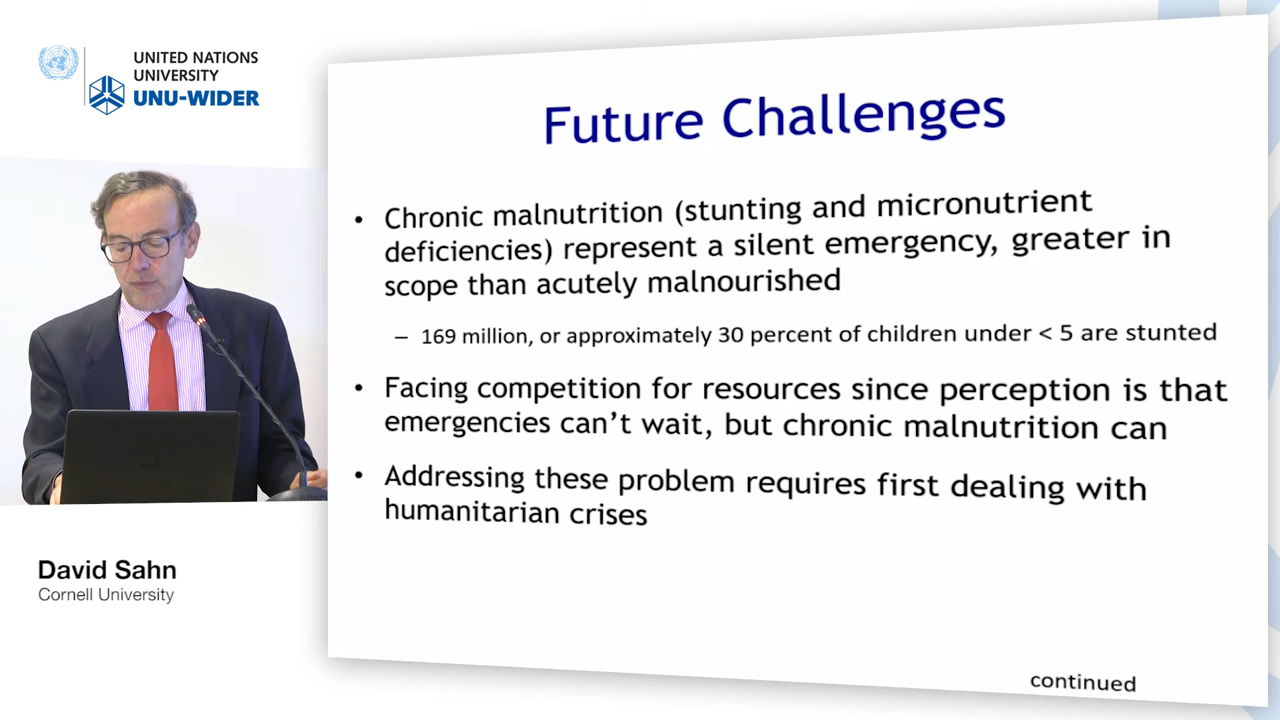 UNITED NATIONS
UNIVERSITY
UNU-WIDER
David Sahn
Cornell University
Future Challenges
• Chronic malnutrition (stunting and micronutrient
deficiencies) represent a silent emergency, greater in
scope than acutely malnourished
– 169 million, or approximately 30 percent of children under < 5 are stunted
• Facing competition for resources since perception is that
emergencies can’t wait, but chronic malnutrition can
• Addressing these problem requires first dealing with
humanitarian crises
continued